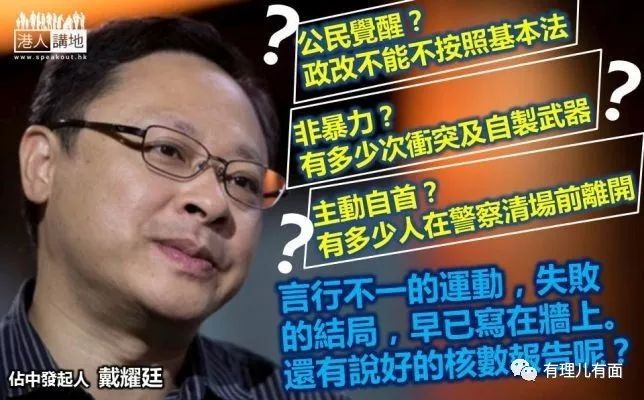 港人講地
www.speakout.hk
?
公民覺醒？
政改不能不按照基本法
非暴力？
有多少次衝突及自製武器
?
主動自首？
有多少人在警察清場前離開
?
言行不一的運動，失敗
的結局，早已寫在牆上。
還有說好的核數報告呢？
佔中發起人 戴耀廷
有理儿有面